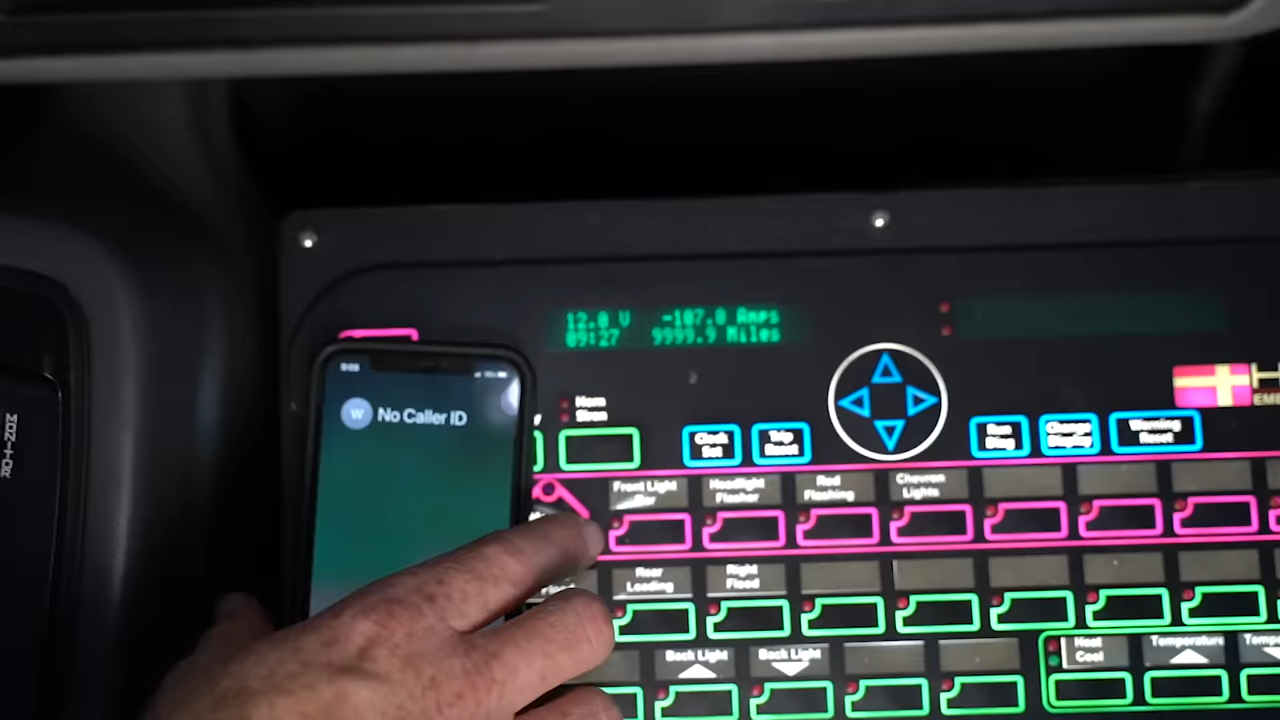 12.0 V -107.8 Amps
09:27 9999.9 Miles
W No Caller ID
Horn
Siren
Clock Set
Trip Reset
Run Diag
Change Display
Warning Reset
Front Light Bar
Headlight Flasher
Red Flashing
Chevron Lights
Rear Loading
Right Flood
Back Light
Back Light
Heat
Cool
Temperature
MONITOR